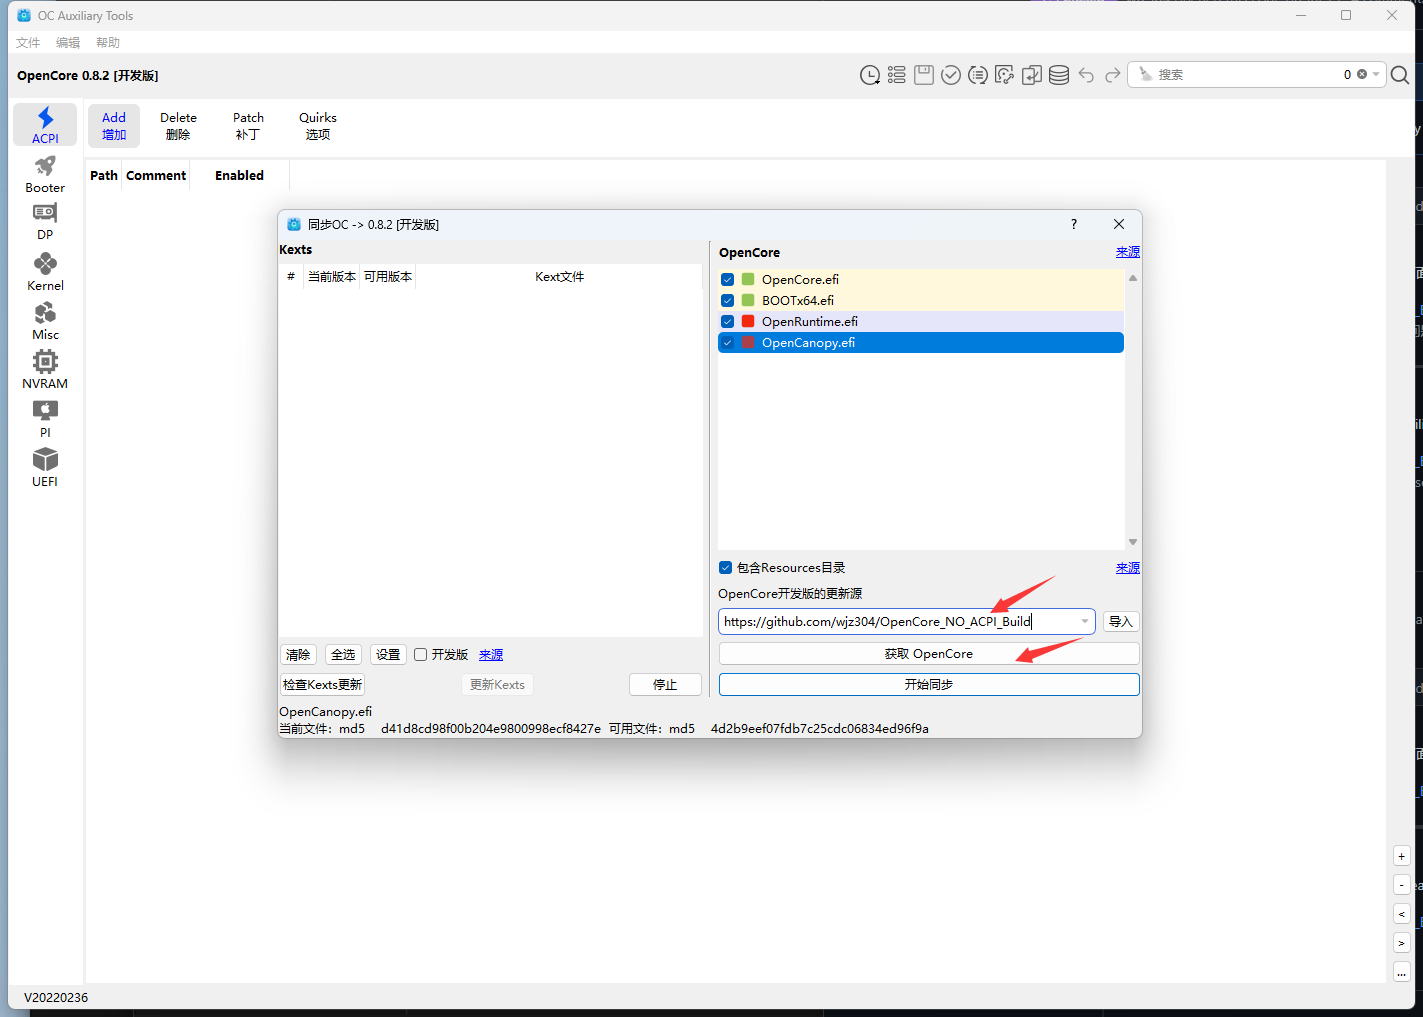 OC Auxiliary Tools
文件 编辑 帮助
OpenCore 0.8.2 [开发版]
搜索 0
ACPI
Booter
DP
Kernel
Misc
NVRAM
PI
UEFI
Add 增加
Delete 删除
Patch 补丁
Quirks 选项
Path Comment Enabled
同步OC -> 0.8.2 [开发版] ?
Kexts
# 当前版本 可用版本 Kext文件
OpenCore 来源
OpenCore.efi
BOOTx64.efi
OpenRuntime.efi
OpenCanopy.efi
包含Resources目录 来源
OpenCore开发版的更新源
https://github.com/wjz304/OpenCore_NO_ACPI_Build 导入
获取 OpenCore
开始同步
清除 全选 设置 开发版 来源
检查Kexts更新 更新Kexts 停止
OpenCanopy.efi
当前文件：md5 d41d8cd98f00b204e9800998ecf8427e 可用文件：md5 4d2b9eef07fdb7c25cdc06834ed96f9a
+
-
<
>
...
V20220236